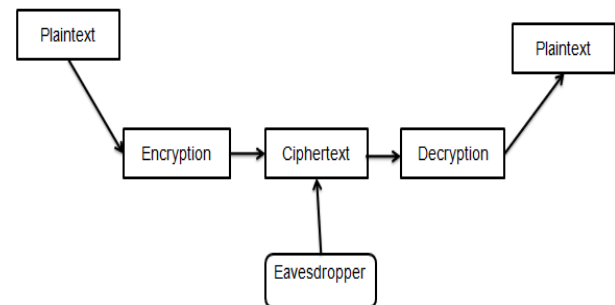 Plaintext
Plaintext
Encryption
Ciphertext
Decryption
Eavesdropper